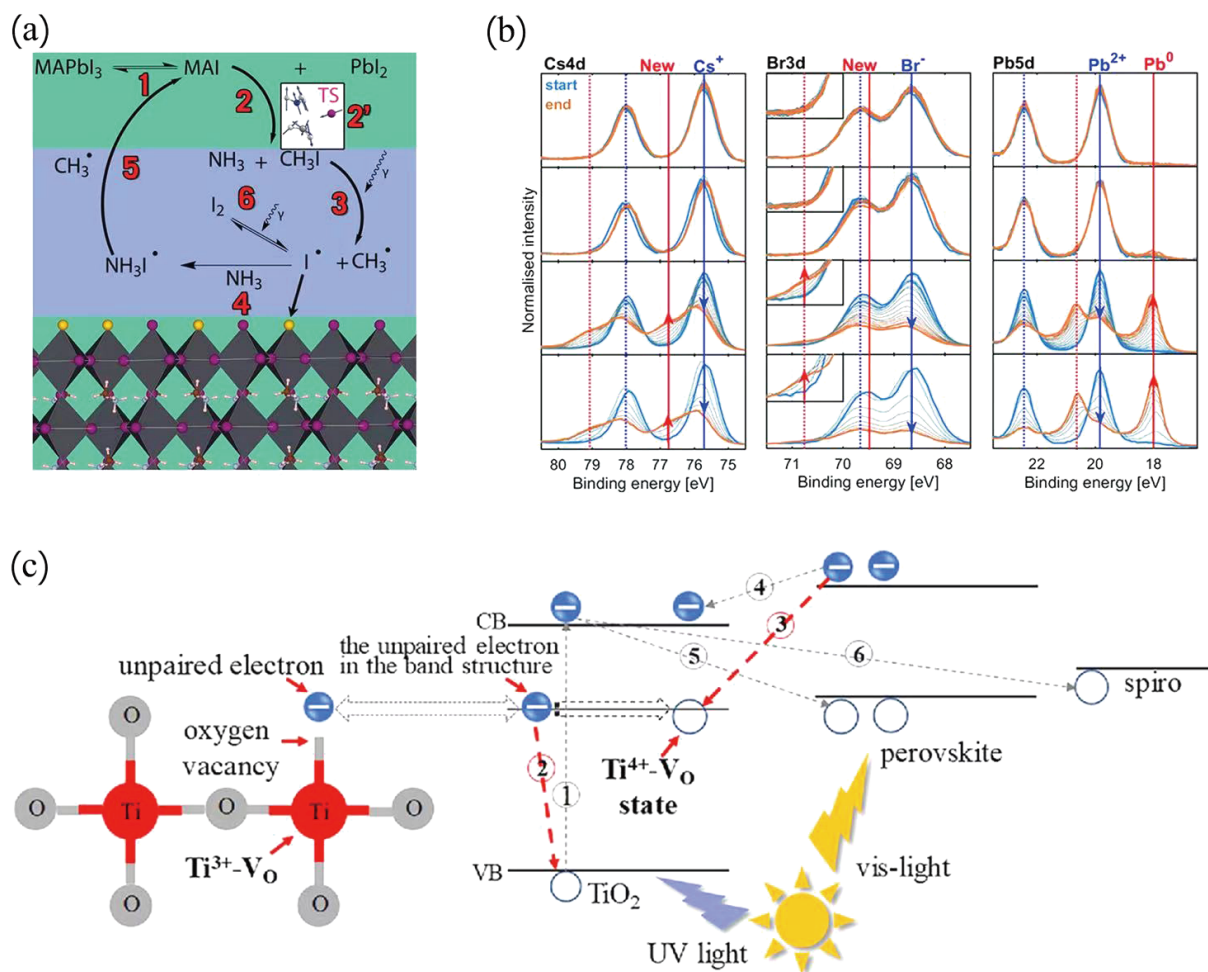 (a)
MAPbI3 1 MAI + PbI2
2 TS 2'
CH3• 5 NH3 + CH3I
6 3 γ
I2 γ
NH3I• NH3 I• + CH3•
4
(b)
Cs4d New Cs+
start
end
Br3d New Br-
Pb5d Pb2+ Pb0
Normalised intensity
80 79 78 77 76 75
Binding energy [eV]
71 70 69 68
Binding energy [eV]
22 20 18
Binding energy [eV]
(c)
CB
4
3
the unpaired electron
in the band structure
unpaired electron
5 6
spiro
O
oxygen
vacancy
Ti4+-VO
state
perovskite
2
1
O Ti O Ti O
Ti3+-VO
VB
vis-light
O O
TiO2
UV light